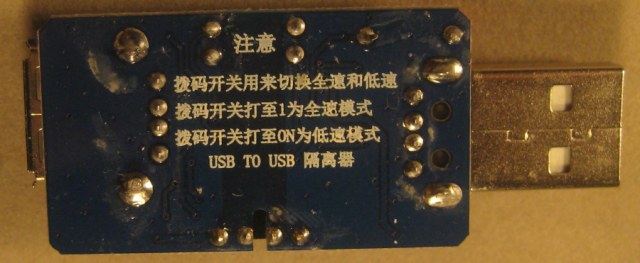 注意
拨码开关用来切换全速和低速
拨码开关打至1为全速模式
拨码开关打至ON为低速模式
USB TO USB 隔离器